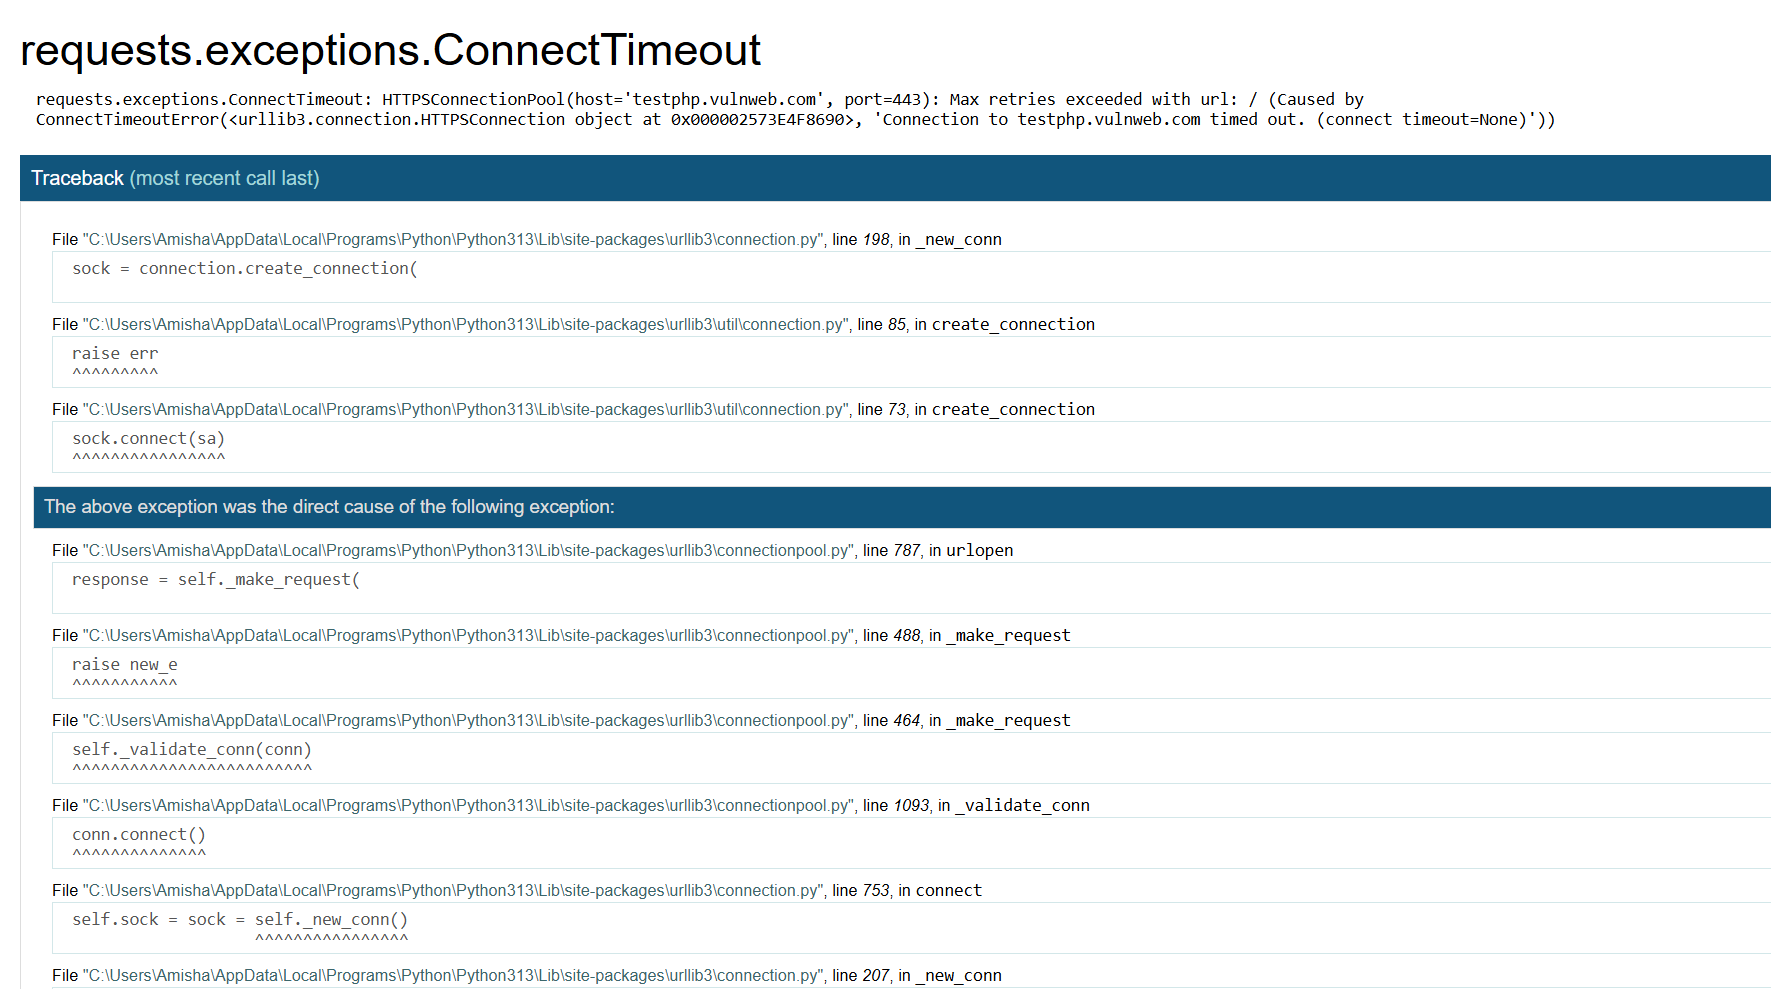 requests.exceptions.ConnectTimeout
requests.exceptions.ConnectTimeout: HTTPSConnectionPool(host='testphp.vulnweb.com', port=443): Max retries exceeded with url: / (Caused by
ConnectTimeoutError(<urllib3.connection.HTTPSConnection object at 0x000002573E4F8690>, 'Connection to testphp.vulnweb.com timed out. (connect timeout=None)'))
Traceback (most recent call last)
File "C:\Users\Amisha\AppData\Local\Programs\Python\Python313\Lib\site-packages\urllib3\connection.py", line 198, in _new_conn
sock = connection.create_connection(
File "C:\Users\Amisha\AppData\Local\Programs\Python\Python313\Lib\site-packages\urllib3\util\connection.py", line 85, in create_connection
raise err
^^^^^^^^^
File "C:\Users\Amisha\AppData\Local\Programs\Python\Python313\Lib\site-packages\urllib3\util\connection.py", line 73, in create_connection
sock.connect(sa)
^^^^^^^^^^^^^^^^
The above exception was the direct cause of the following exception:
File "C:\Users\Amisha\AppData\Local\Programs\Python\Python313\Lib\site-packages\urllib3\connectionpool.py", line 787, in urlopen
response = self._make_request(
File "C:\Users\Amisha\AppData\Local\Programs\Python\Python313\Lib\site-packages\urllib3\connectionpool.py", line 488, in _make_request
raise new_e
^^^^^^^^^^^
File "C:\Users\Amisha\AppData\Local\Programs\Python\Python313\Lib\site-packages\urllib3\connectionpool.py", line 464, in _make_request
self._validate_conn(conn)
^^^^^^^^^^^^^^^^^^^^^^^^^
File "C:\Users\Amisha\AppData\Local\Programs\Python\Python313\Lib\site-packages\urllib3\connectionpool.py", line 1093, in _validate_conn
conn.connect()
^^^^^^^^^^^^^^
File "C:\Users\Amisha\AppData\Local\Programs\Python\Python313\Lib\site-packages\urllib3\connection.py", line 753, in connect
self.sock = sock = self._new_conn()
^^^^^^^^^^^^^^^^
File "C:\Users\Amisha\AppData\Local\Programs\Python\Python313\Lib\site-packages\urllib3\connection.py", line 207, in _new_conn